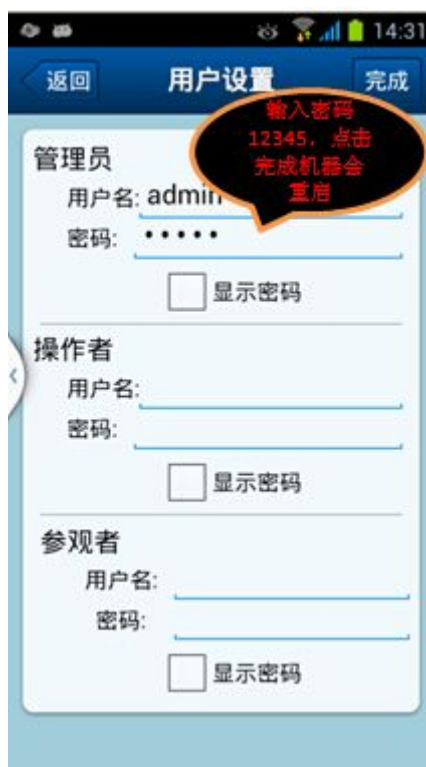 14:31
返回 用户设置 完成
输入密码
12345，点击
完成机器会
重启
管理员
用户名: admin
密码: •••••
显示密码
操作者
用户名:
密码:
显示密码
参观者
用户名:
密码:
显示密码